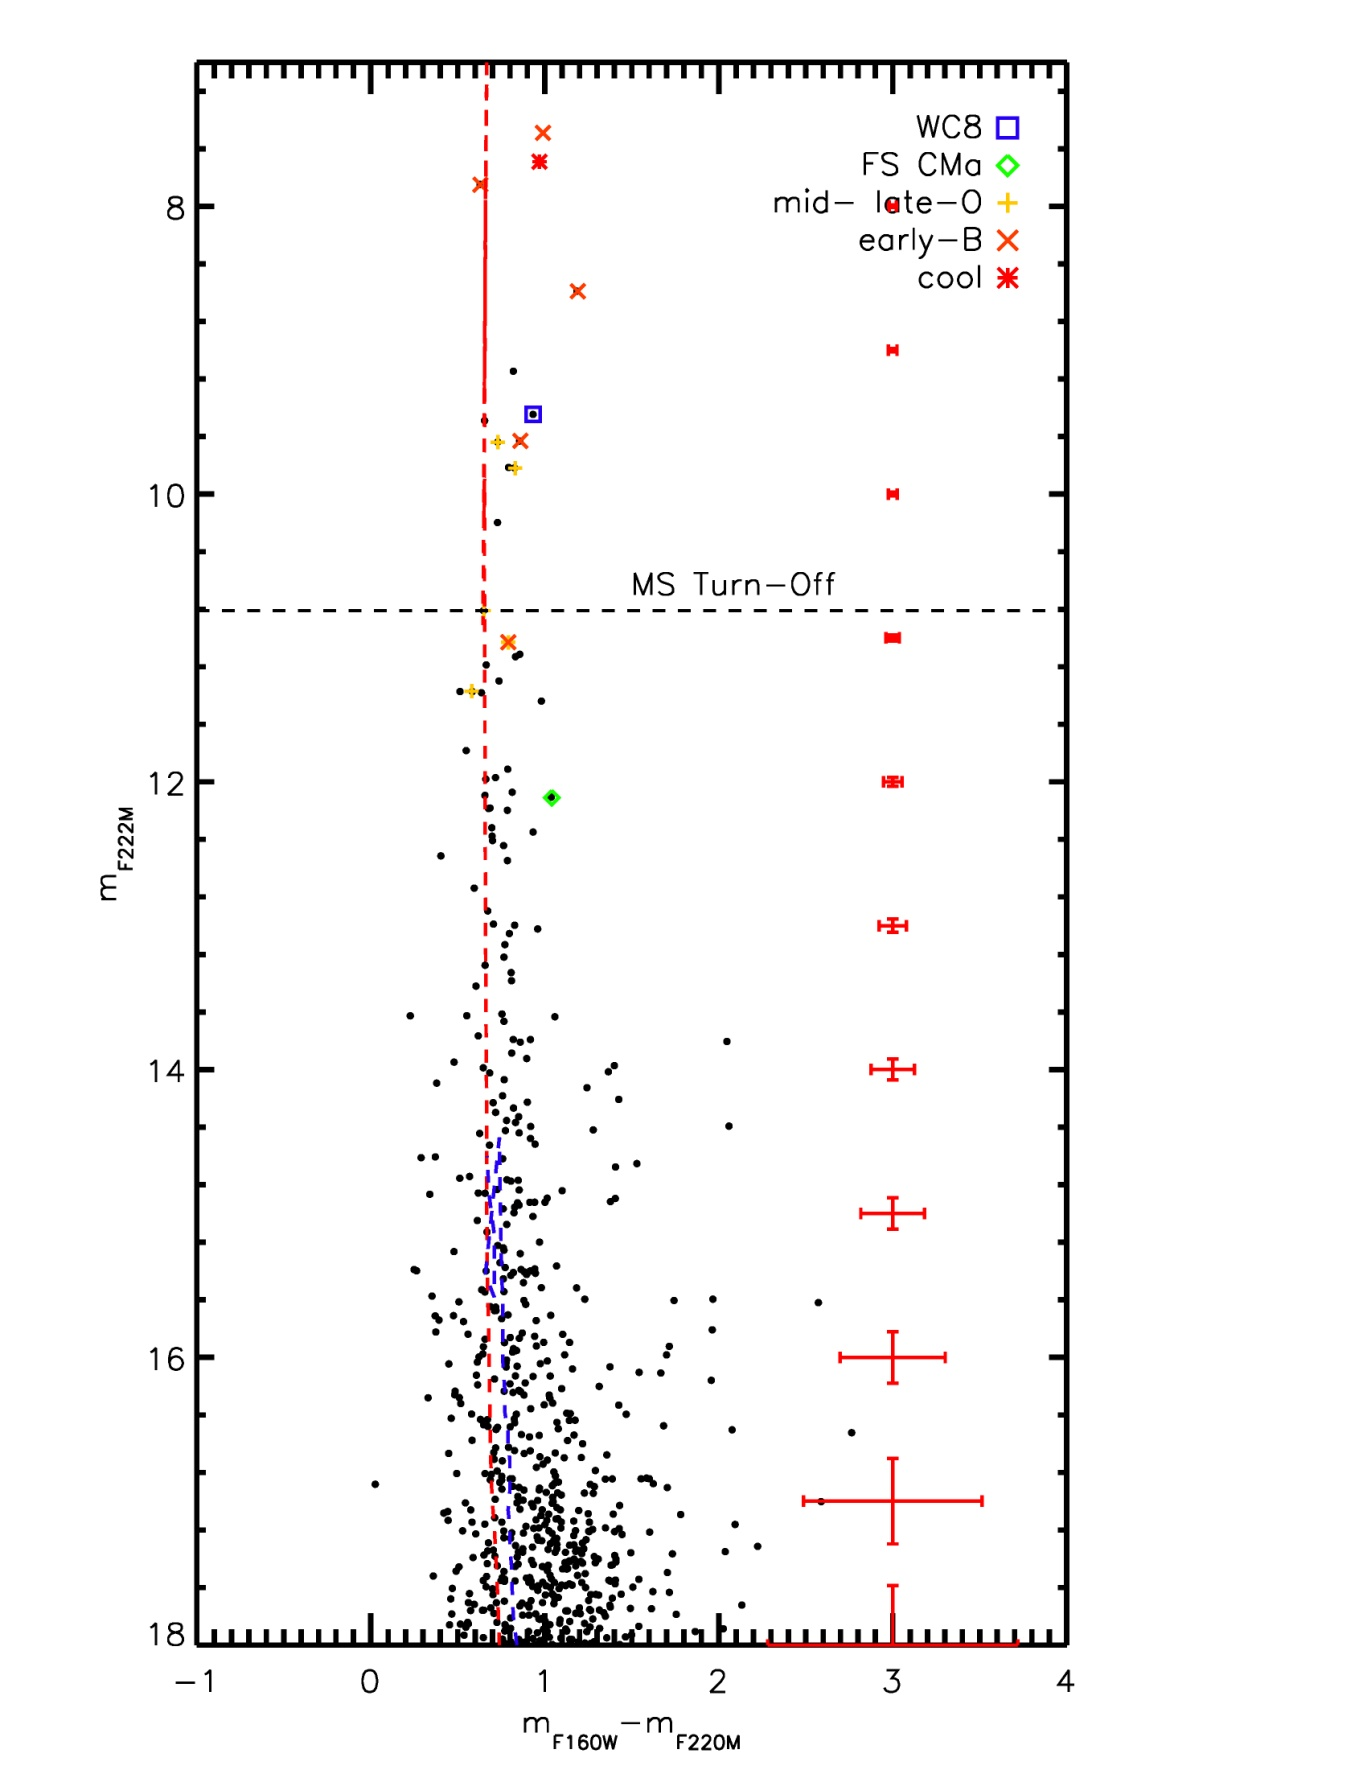 WC8
FS CMa
mid- late-O
early-B
cool
8
10
MS Turn-Off
12
14
16
18
-1 0 1 2 3 4
mF160W-mF220M
mF222M